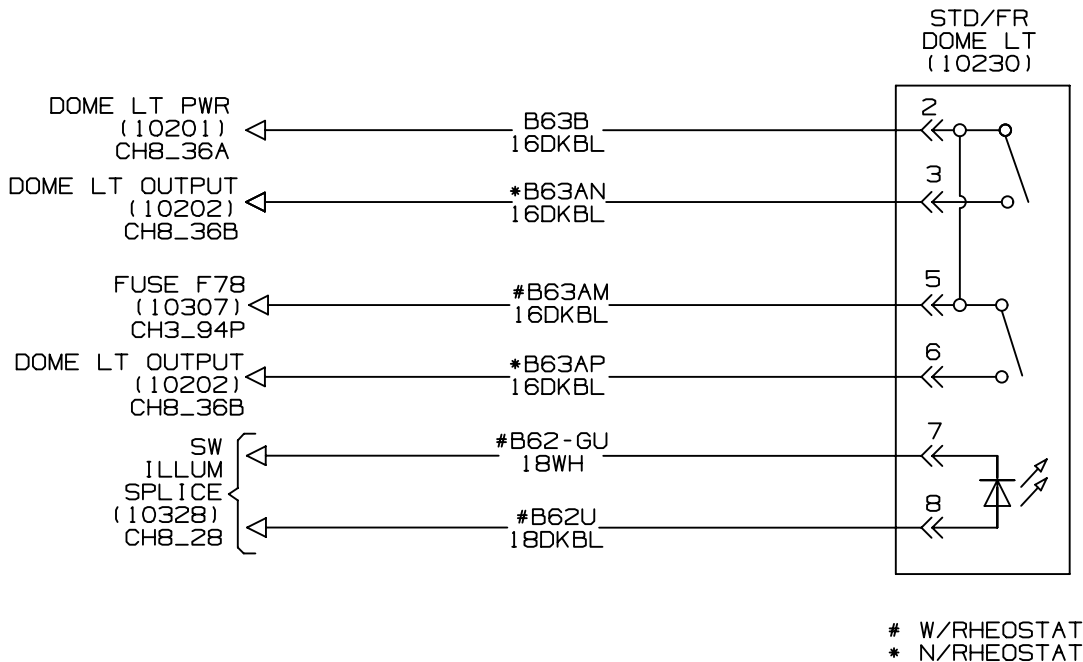 STD/FR
DOME LT
(10230)
DOME LT PWR
(10201)
CH8_36A
B63B
16DKBL
2
DOME LT OUTPUT
(10202)
CH8_36B
*B63AN
16DKBL
3
FUSE F78
(10307)
CH3_94P
#B63AM
16DKBL
5
DOME LT OUTPUT
(10202)
CH8_36B
*B63AP
16DKBL
6
SW
ILLUM
SPLICE
(10328)
CH8_28
#B62-GU
18WH
7
#B62U
18DKBL
8
# W/RHEOSTAT
* N/RHEOSTAT